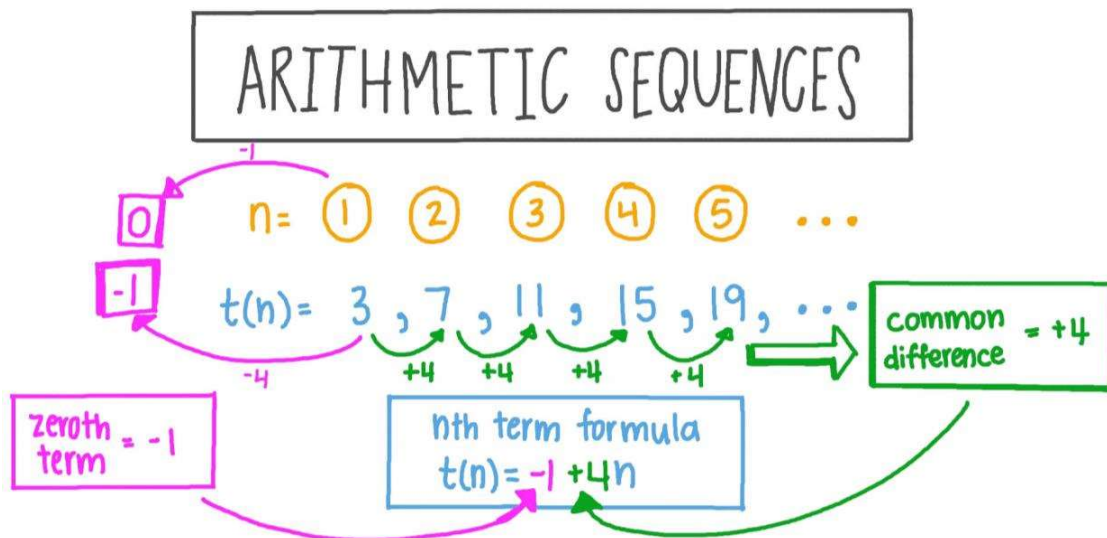 ARITHMETIC SEQUENCES
-1
0
n= 1 2 3 4 5 ...
-1
t(n)= 3, 7, 11, 15, 19, ...
-4
+4 +4 +4 +4
common
difference = +4
zeroth
term = -1
nth term formula
t(n)= -1 +4n